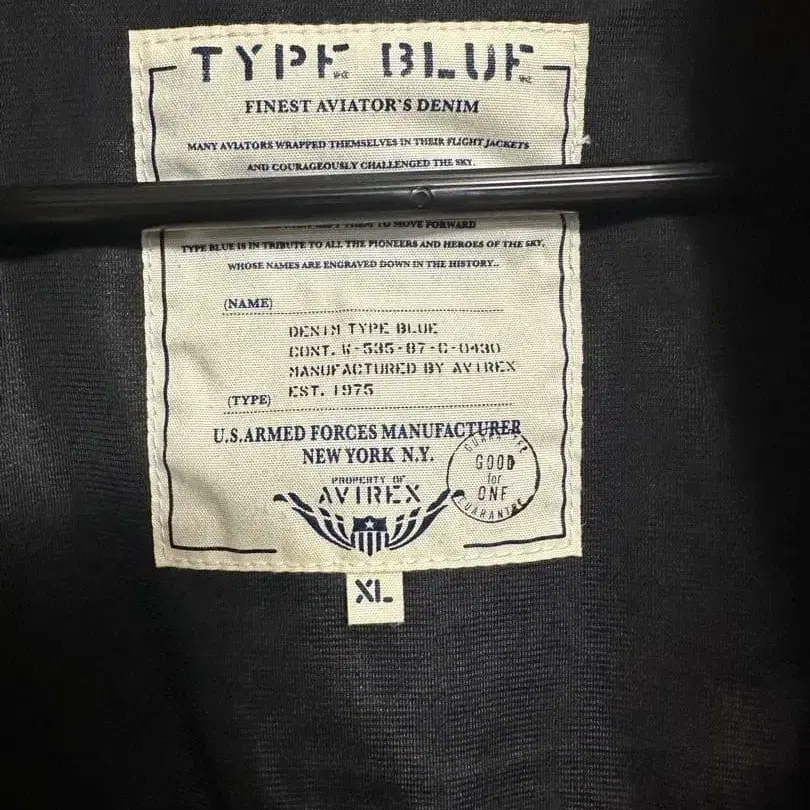 TYPE BLUE
FINEST AVIATOR'S DENIM
MANY AVIATORS WRAPPED THEMSELVES IN THEIR FLIGHT JACKETS
AND COURAGEOUSLY CHALLENGED THE SKY.
THEM TO MOVE FORWARD
TYPE BLUE IS IN TRIBUTE TO ALL THE PIONEERS AND HEROES OF THE SKY,
WHOSE NAMES ARE ENGRAVED DOWN IN THE HISTORY..
(NAME)
DENIM TYPE BLUE
CONT. W-535-87-C-0430
MANUFACTURED BY AVIREX
(TYPE) EST. 1975
U.S.ARMED FORCES MANUFACTURER
NEW YORK N.Y.
PROPERTY OF
AVIREX
GUARANTEE
GOOD
for
ONE
GUARANTEE
XL